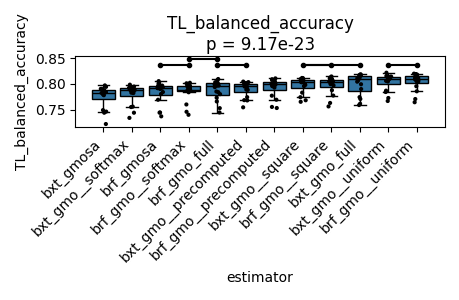 TL_balanced_accuracy
p = 9.17e-23
TL_balanced_accuracy
0.85
0.80
0.75
bxt_gmosa
bxt_gmo__softmax
brf_gmosa
brf_gmo__softmax
brf_gmo_full
bxt_gmo__precomputed
brf_gmo__precomputed
bxt_gmo__square
brf_gmo__square
bxt_gmo_full
bxt_gmo__uniform
brf_gmo__uniform
estimator